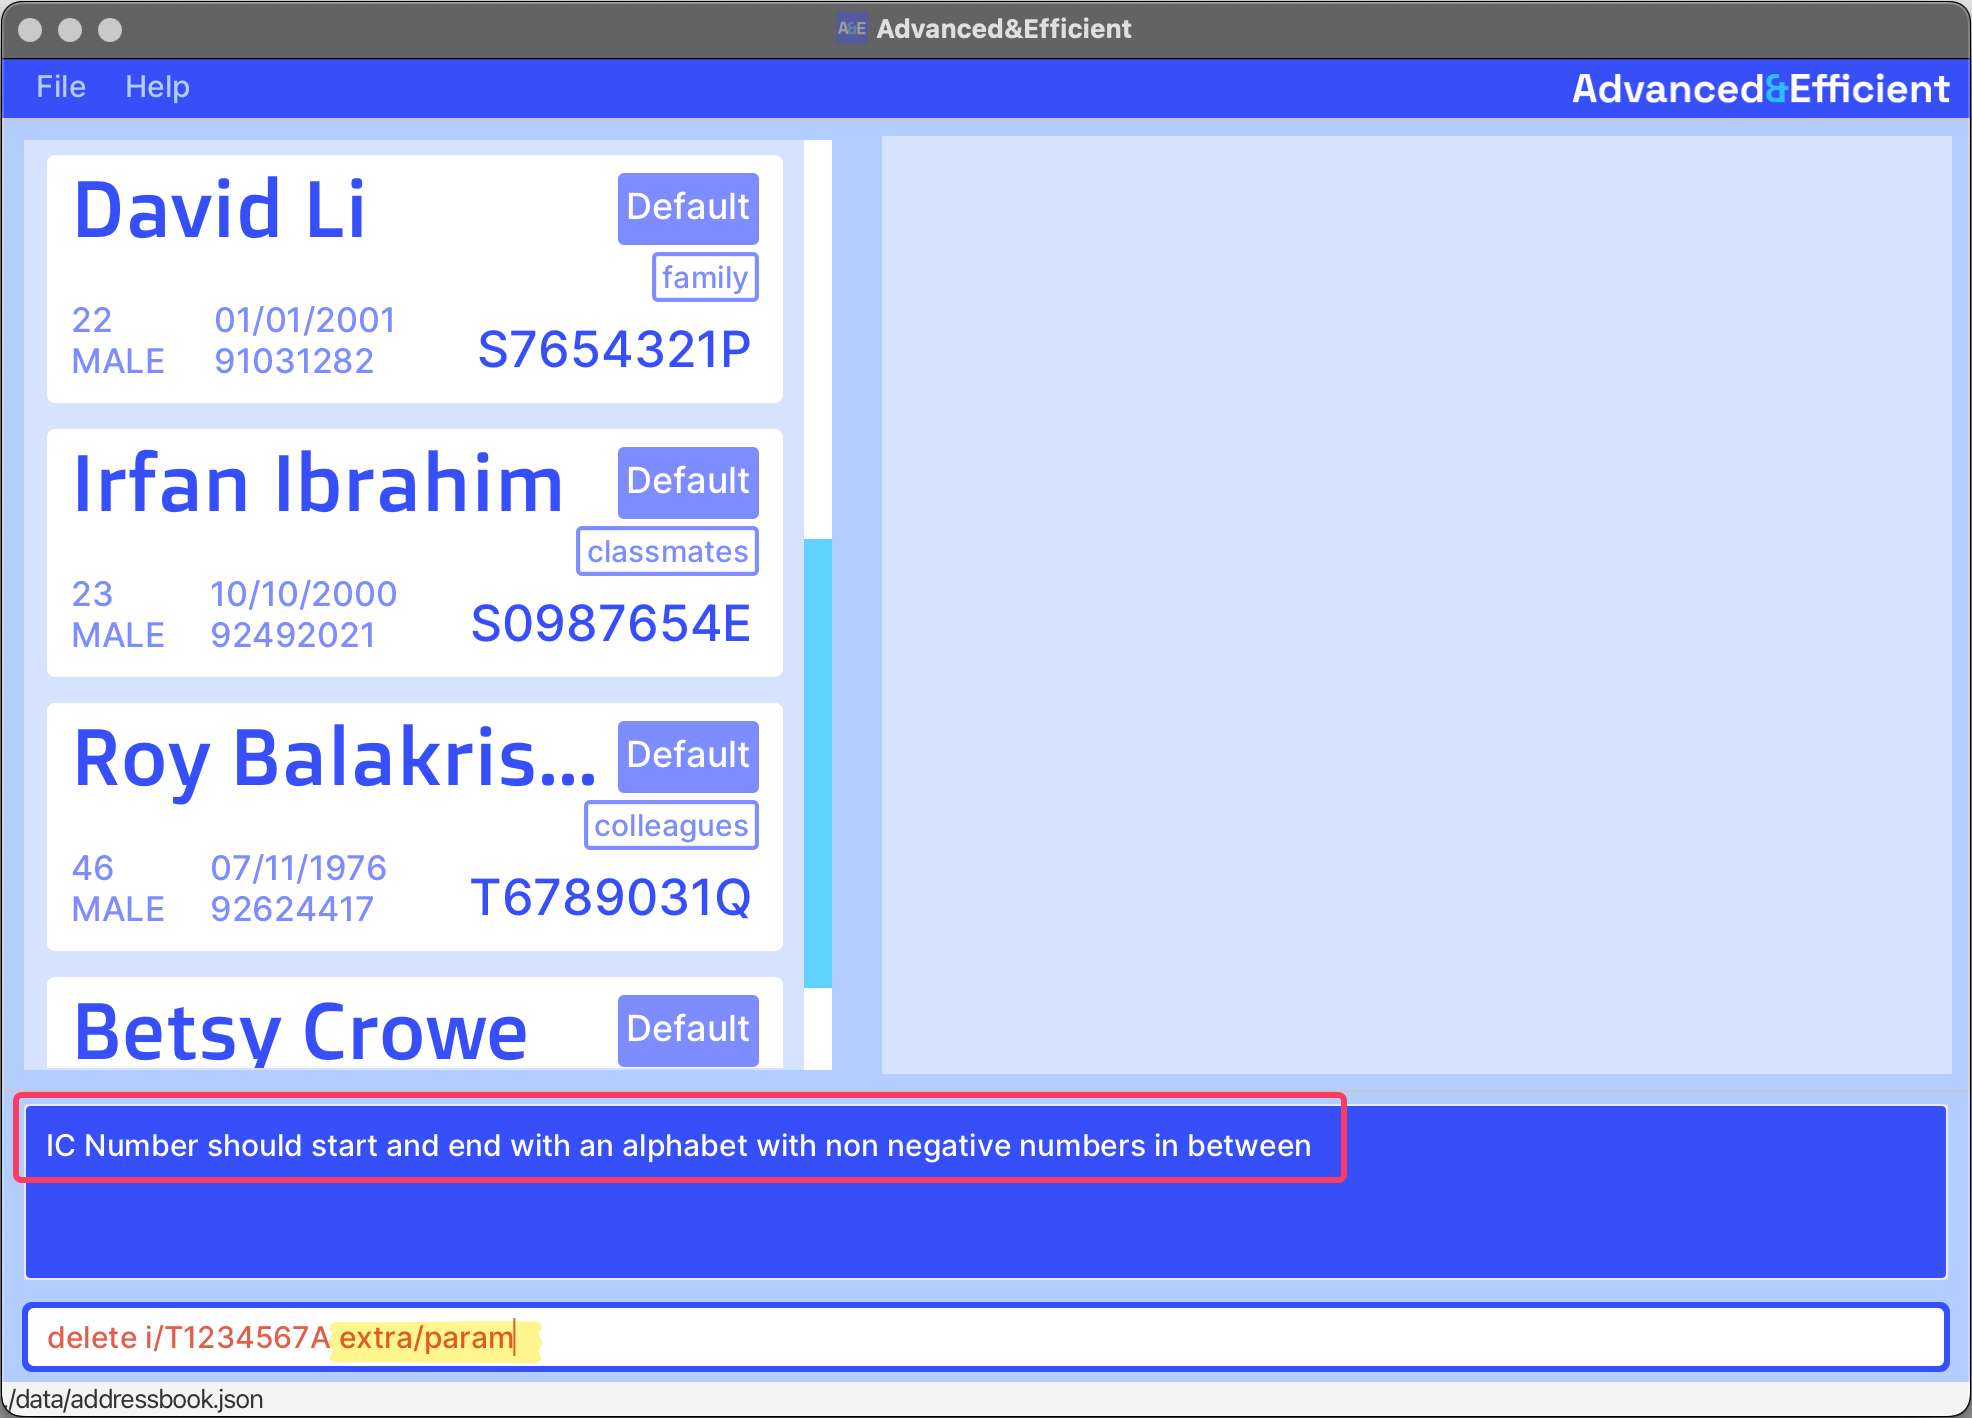 A&E Advanced&Efficient
File Help Advanced&Efficient
David Li Default
family
22 01/01/2001
MALE 91031282 S7654321P
Irfan Ibrahim Default
classmates
23 10/10/2000
MALE 92492021 S0987654E
Roy Balakris... Default
colleagues
46 07/11/1976
MALE 92624417 T6789031Q
Betsy Crowe Default
IC Number should start and end with an alphabet with non negative numbers in between
delete i/T1234567A extra/param
./data/addressbook.json